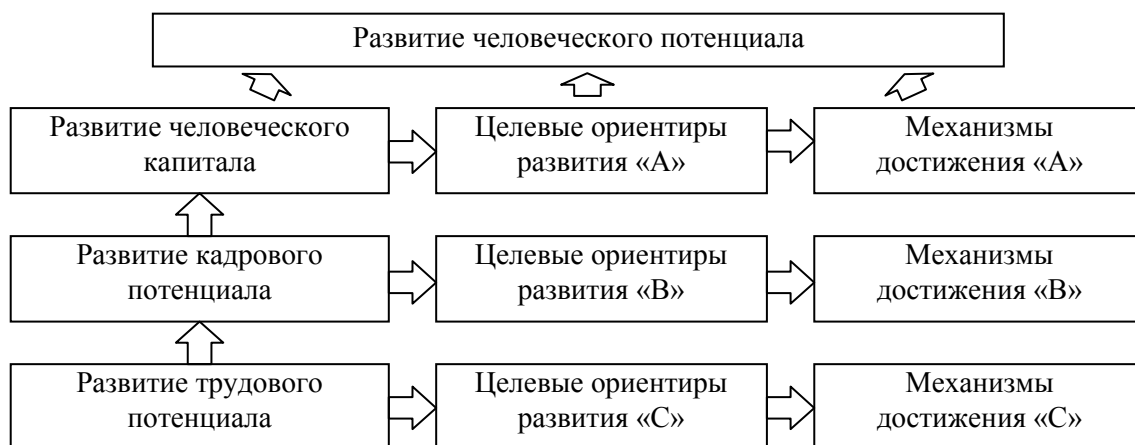 Развитие человеческого потенциала
Развитие человеческого
капитала
Целевые ориентиры
развития «А»
Механизмы
достижения «А»
Развитие кадрового
потенциала
Целевые ориентиры
развития «В»
Механизмы
достижения «В»
Развитие трудового
потенциала
Целевые ориентиры
развития «С»
Механизмы
достижения «С»